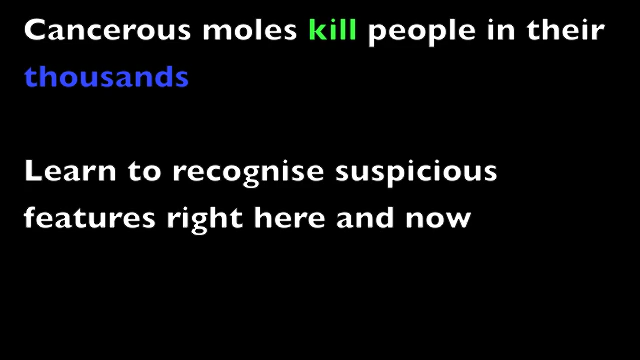 Cancerous moles kill people in their
thousands
Learn to recognise suspicious
features right here and now